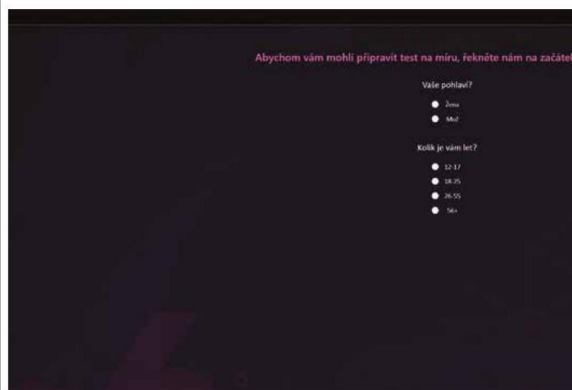 Abychom vám mohli připravit test na míru, řekněte nám na začátek
Vaše pohlaví?
Žena
Muž
Kolik je vám let?
12-17
18-25
26-55
56+